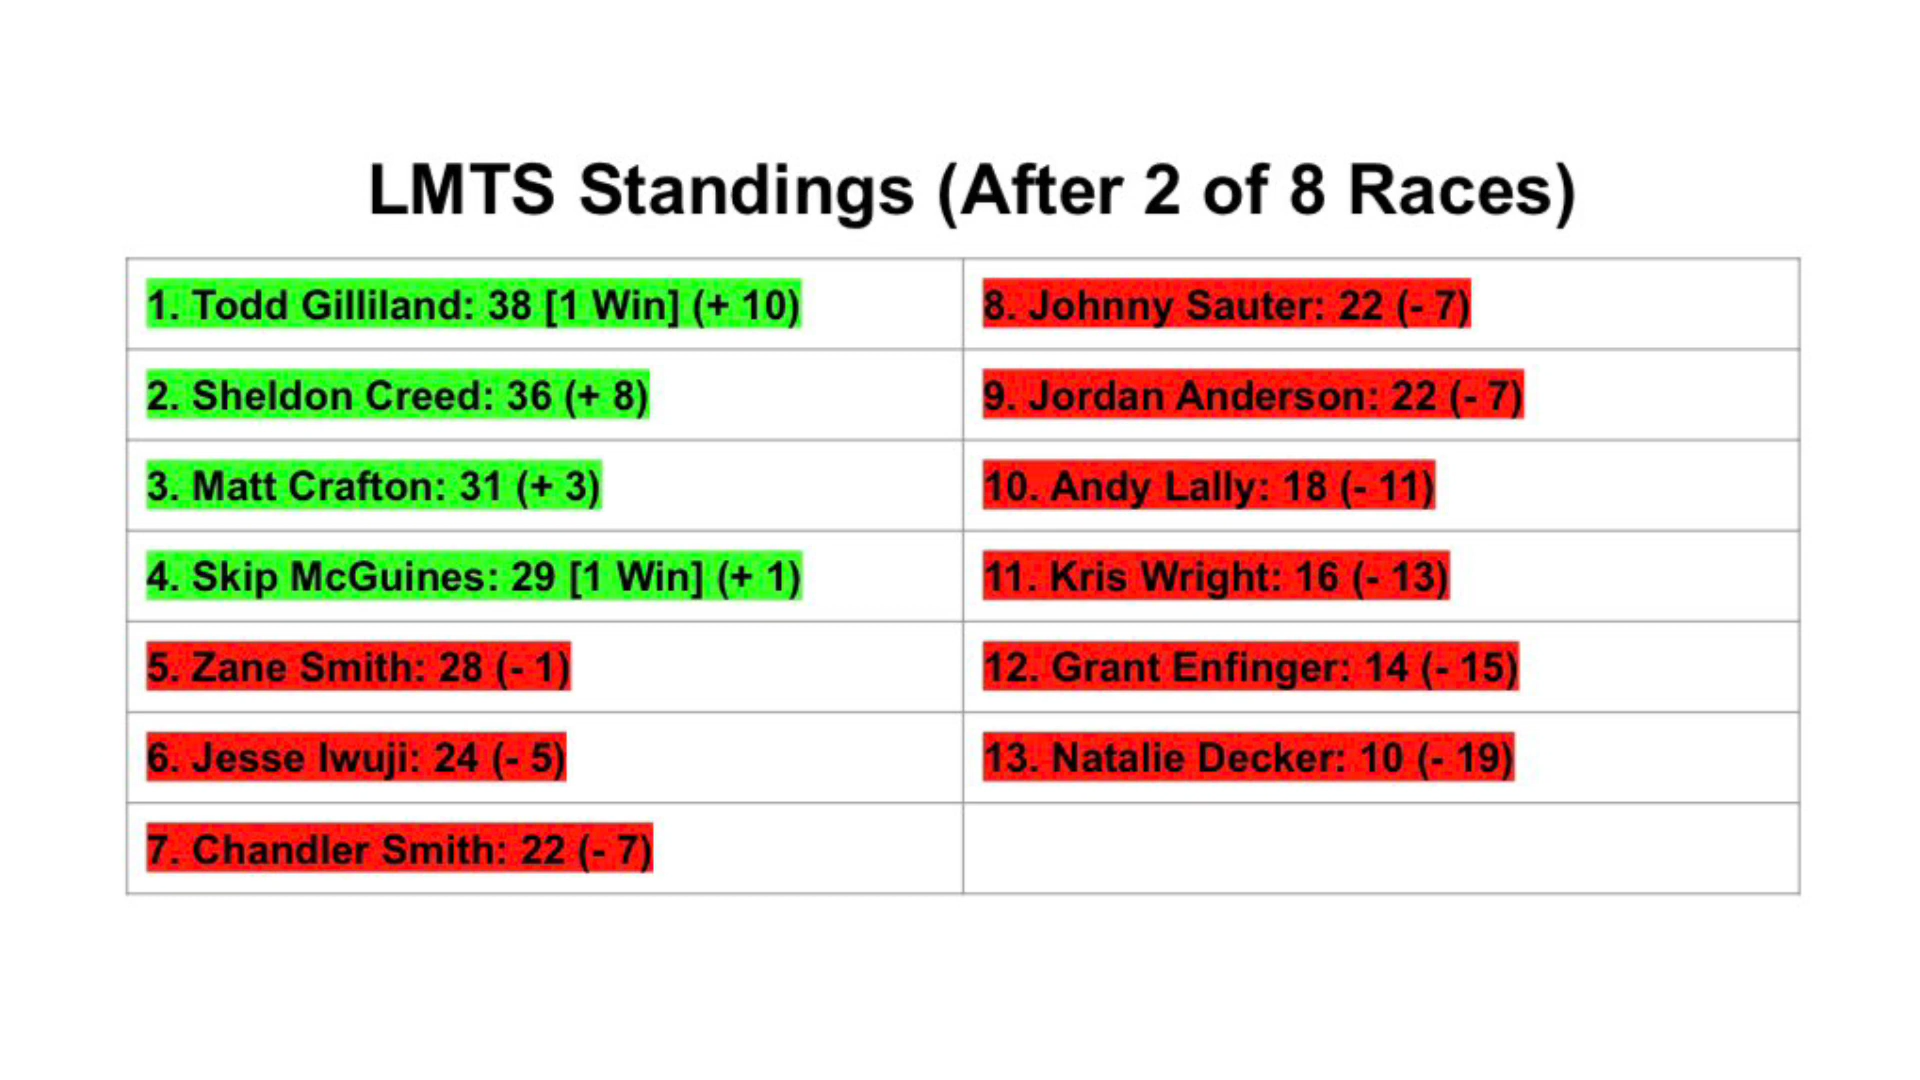 LMTS Standings (After 2 of 8 Races)
1. Todd Gilliland: 38 [1 Win] (+ 10)
2. Sheldon Creed: 36 (+ 8)
3. Matt Crafton: 31 (+ 3)
4. Skip McGuines: 29 [1 Win] (+ 1)
5. Zane Smith: 28 (- 1)
6. Jesse Iwuji: 24 (- 5)
7. Chandler Smith: 22 (- 7)
8. Johnny Sauter: 22 (- 7)
9. Jordan Anderson: 22 (- 7)
10. Andy Lally: 18 (- 11)
11. Kris Wright: 16 (- 13)
12. Grant Enfinger: 14 (- 15)
13. Natalie Decker: 10 (- 19)